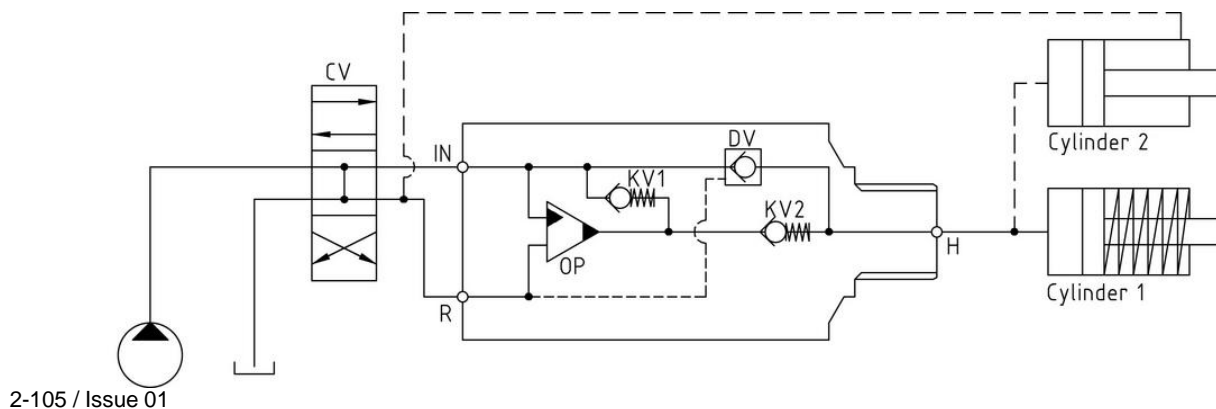 CV
IN
DV
KV1
KV2
OP
R
H
Cylinder 2
Cylinder 1
2-105 / Issue 01